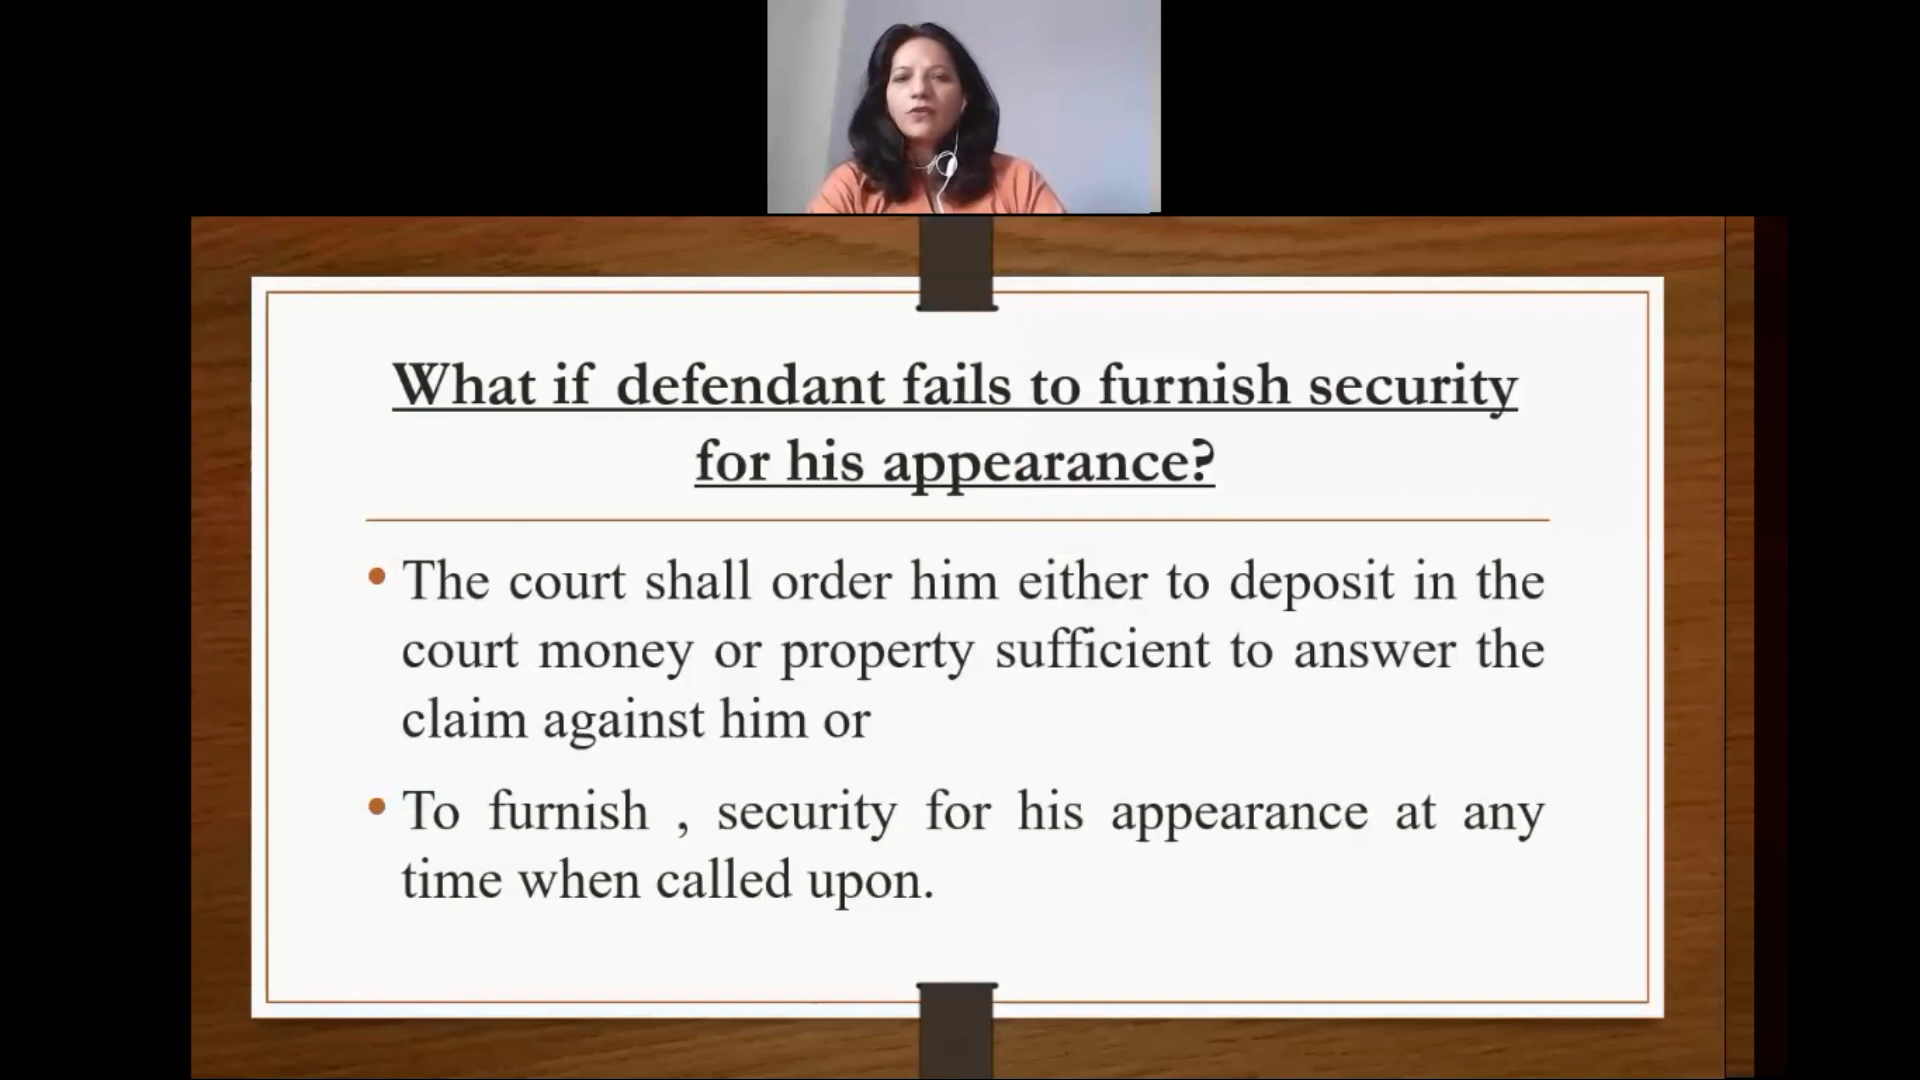 What if defendant fails to furnish security
for his appearance?
• The court shall order him either to deposit in the
court money or property sufficient to answer the
claim against him or
• To furnish , security for his appearance at any
time when called upon.